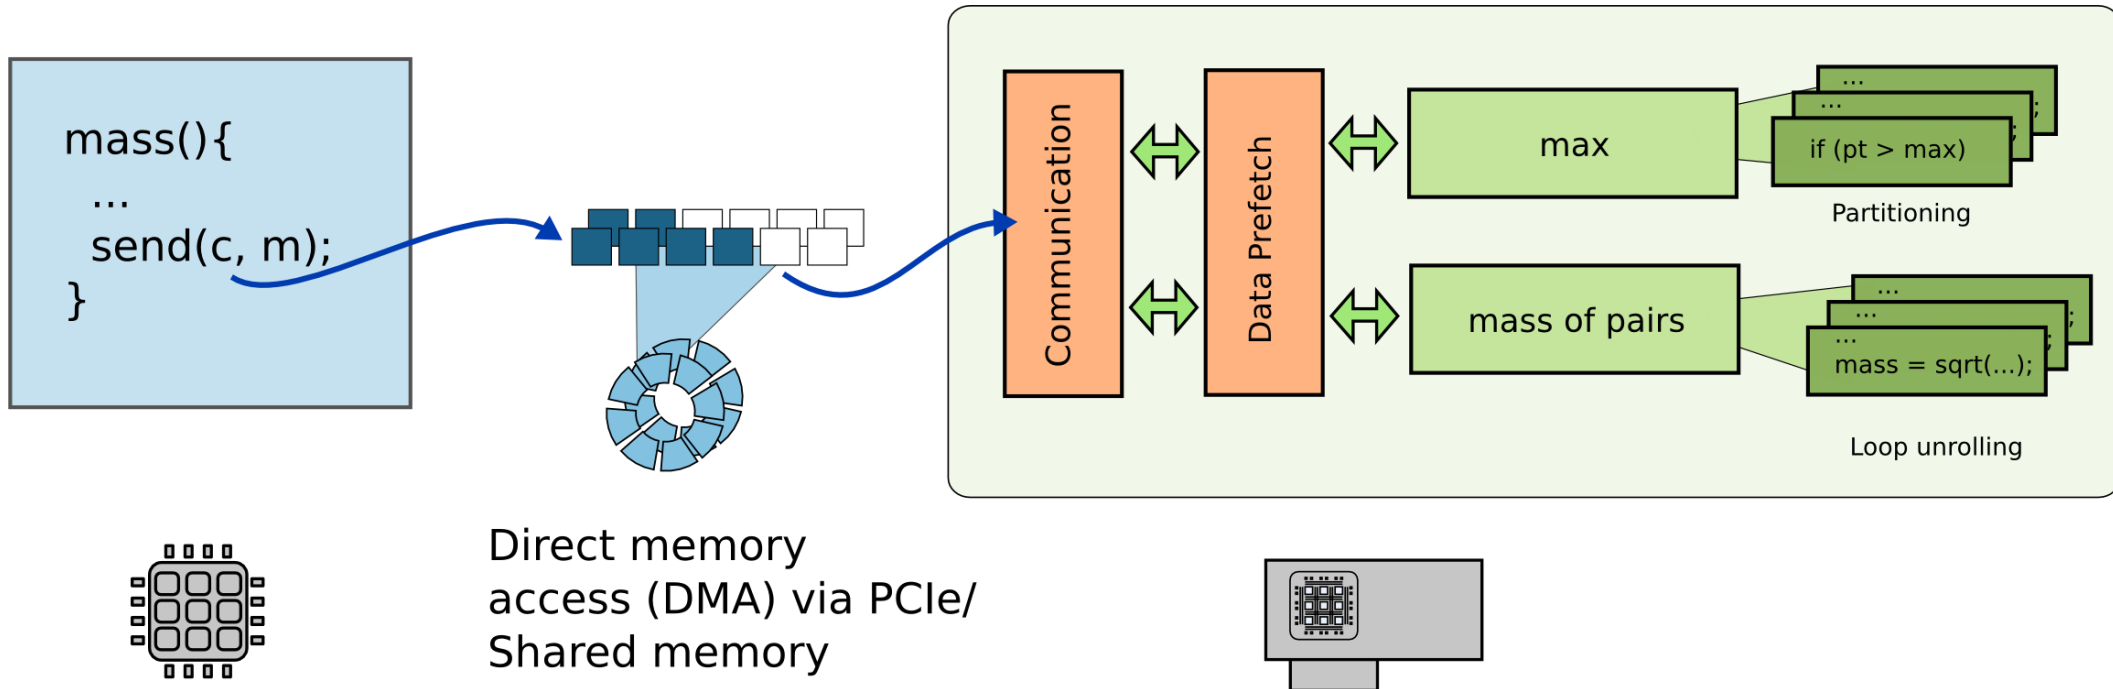 mass(){
...
send(c, m);
}
Direct memory
access (DMA) via PCIe/
Shared memory
Communication
Data Prefetch
max
...
;
...
;
if (pt > max)
Partitioning
mass of pairs
...
;
...
;
...
mass = sqrt(...);
Loop unrolling